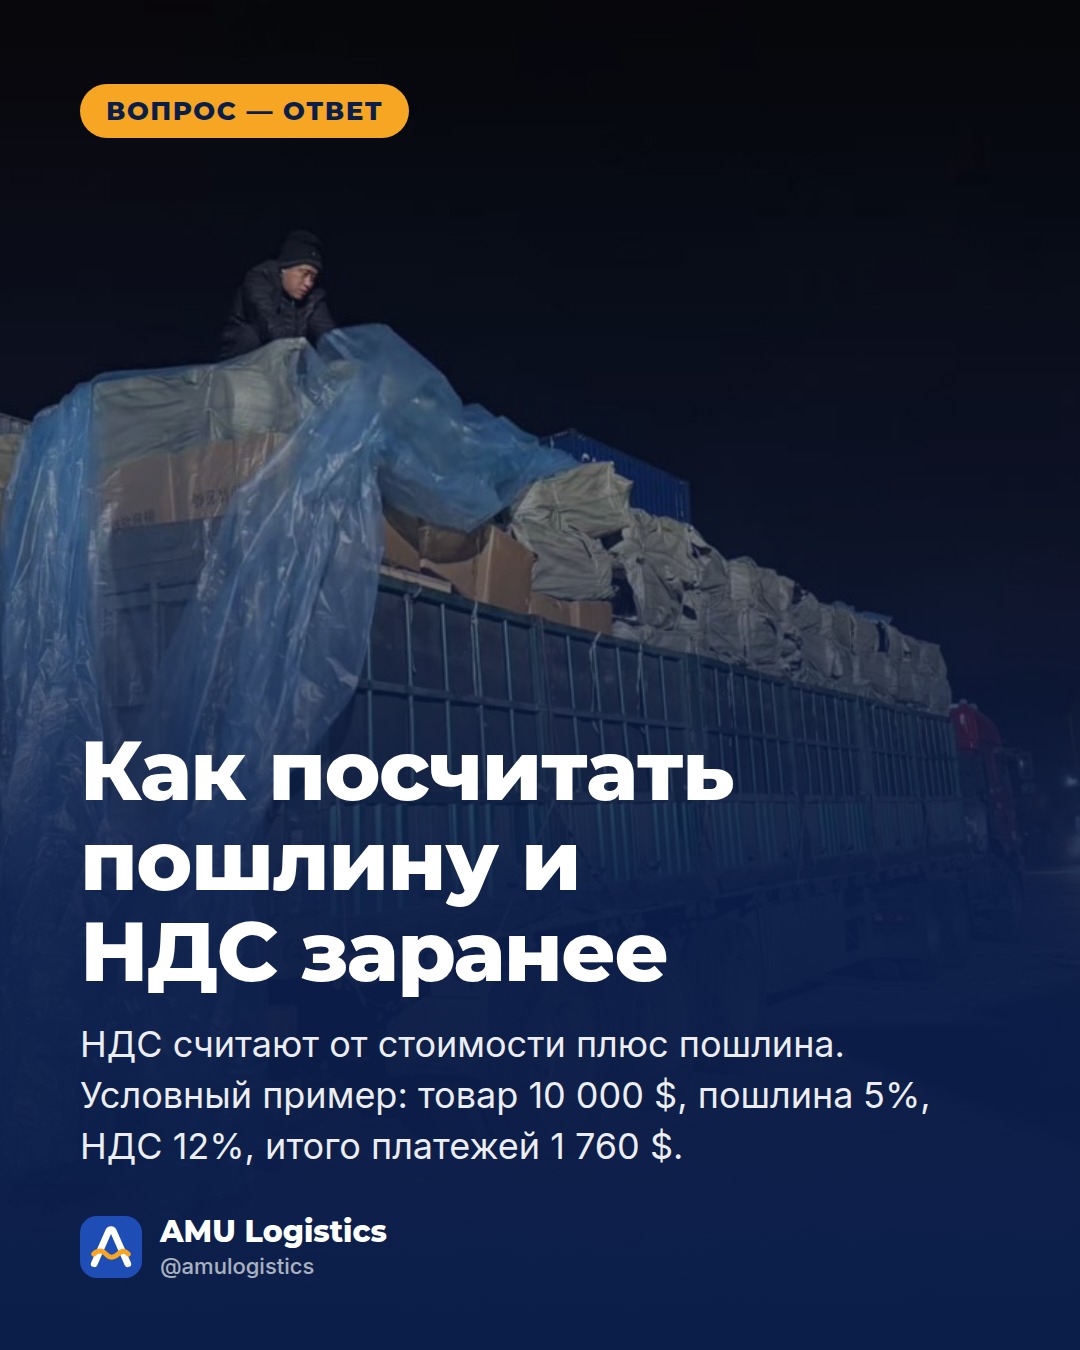 ВОПРОС — ОТВЕТ
Как посчитать
пошлину и
НДС заранее
НДС считают от стоимости плюс пошлина.
Условный пример: товар 10 000 $, пошлина 5%,
НДС 12%, итого платежей 1 760 $.
AMU Logistics
@amulogistics